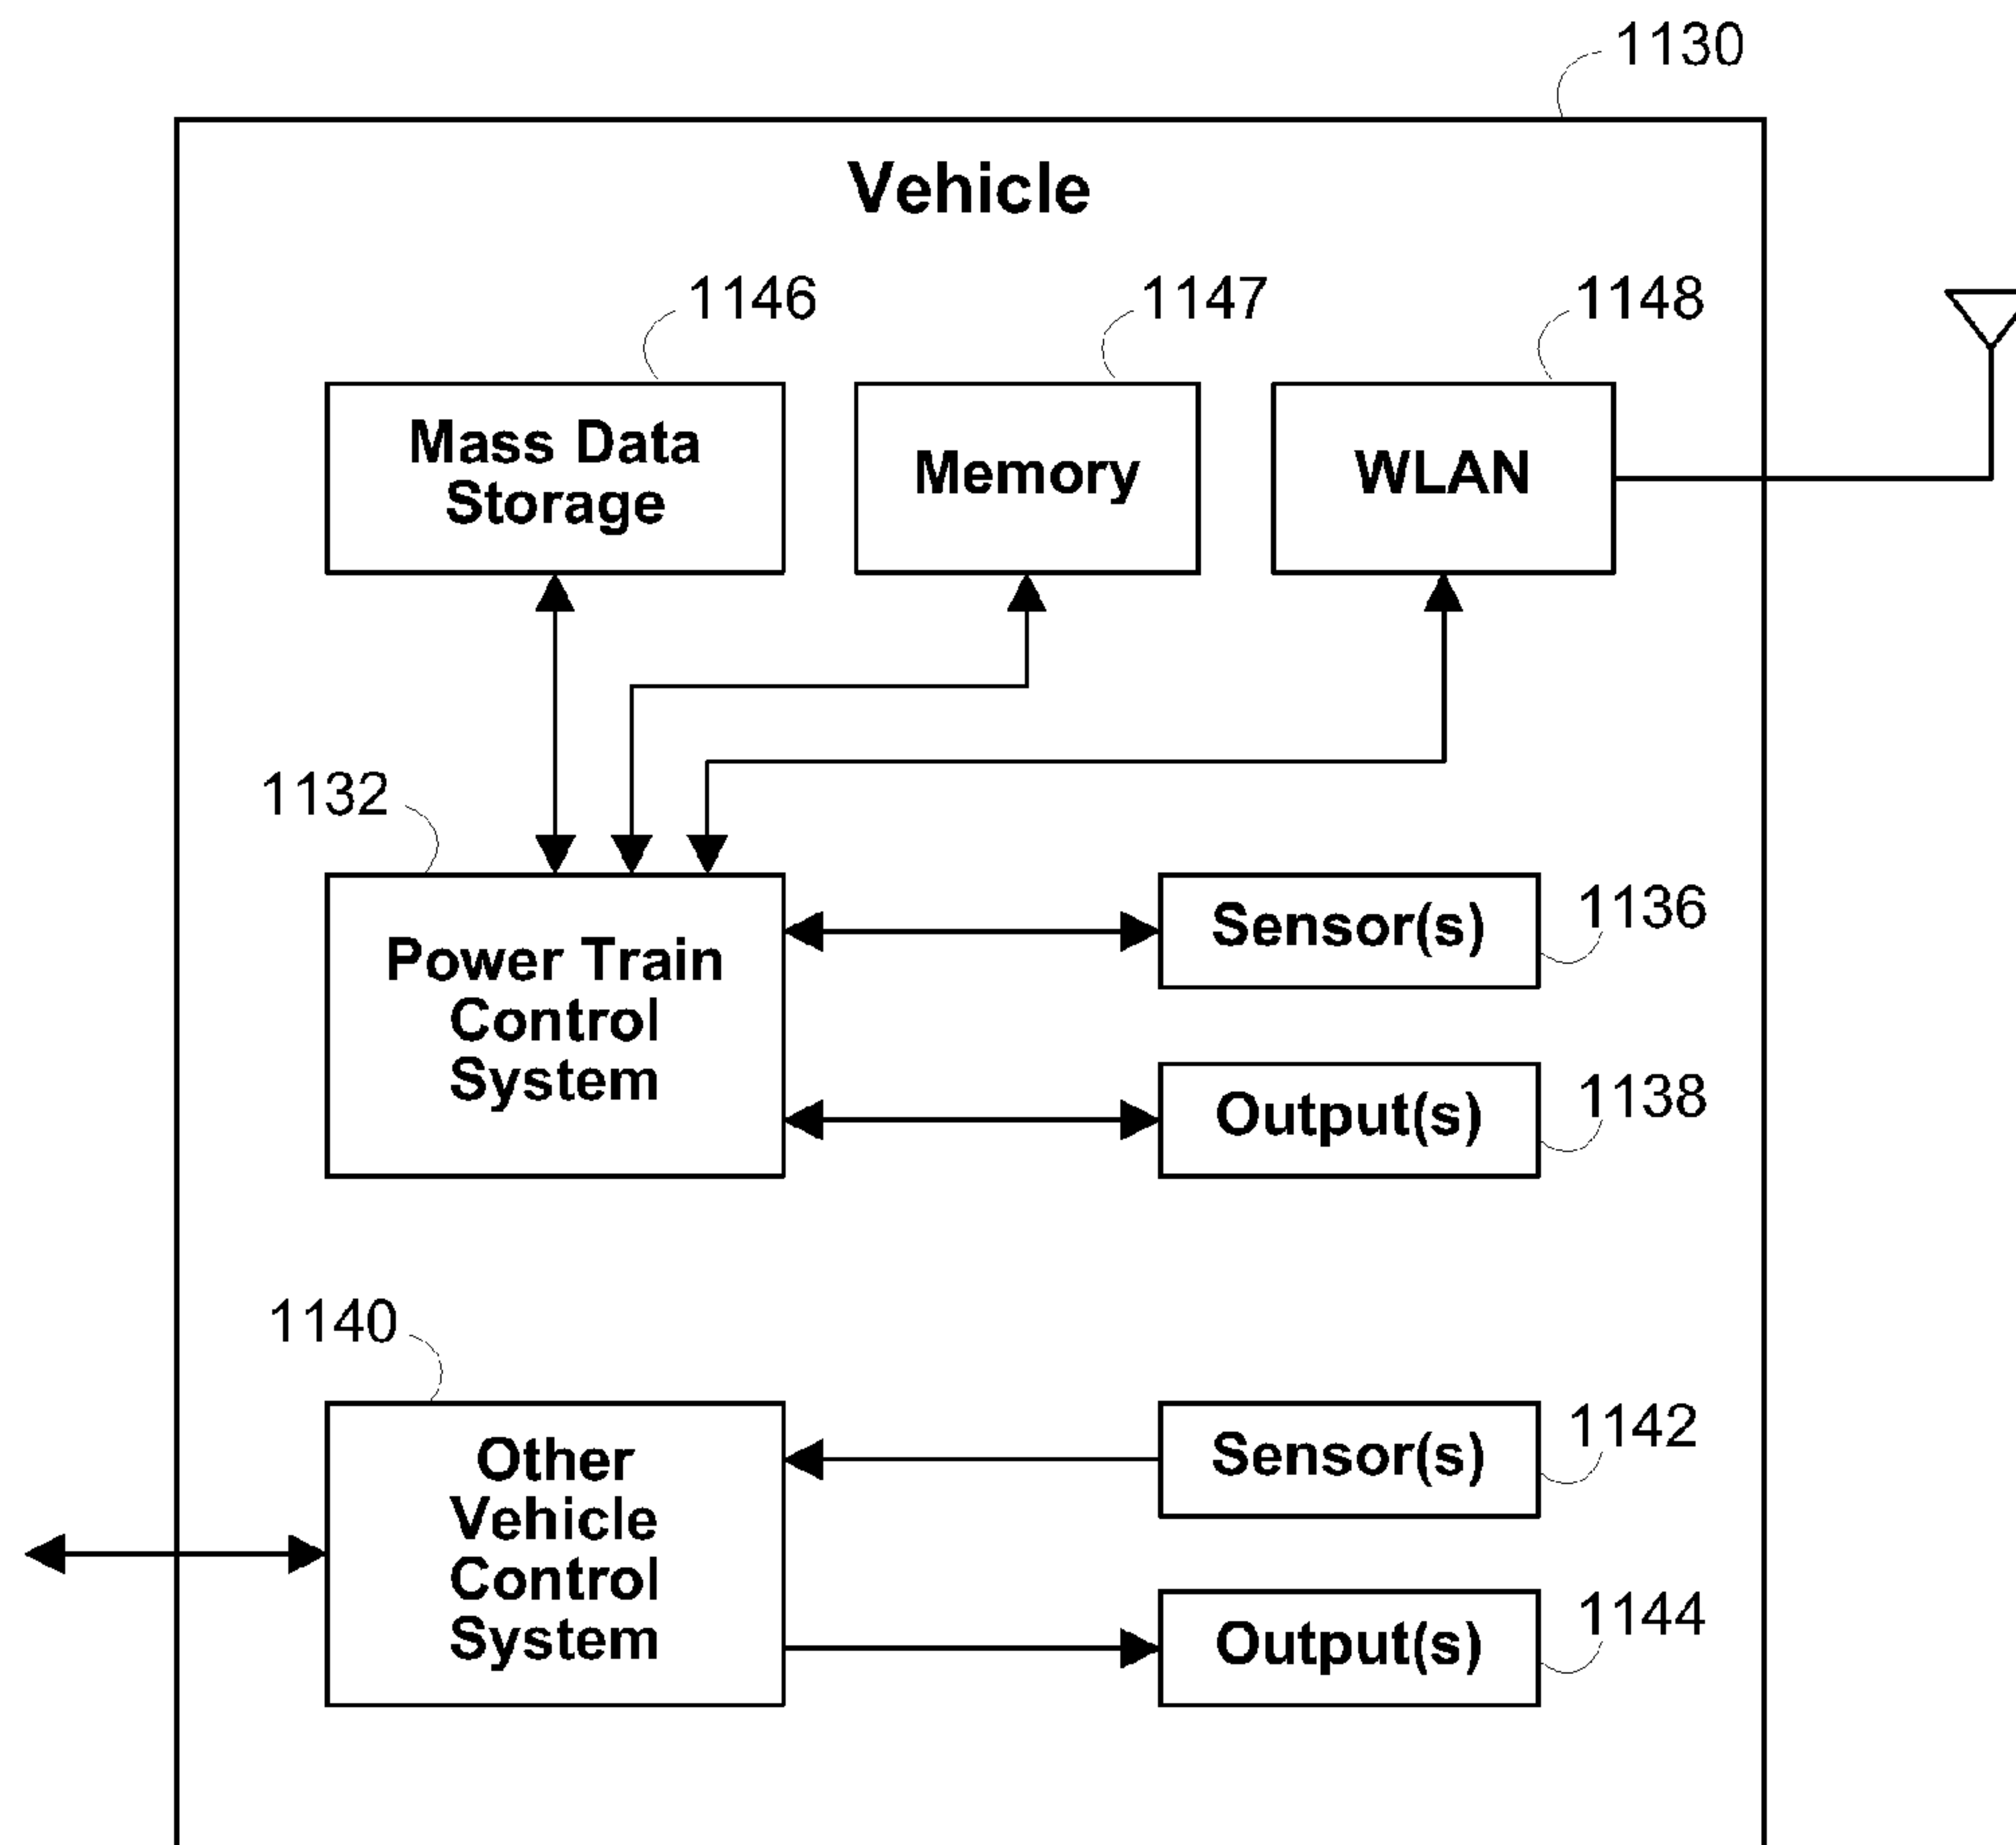 1130
Vehicle
1146
1147
1148
Mass Data
Storage
Memory
WLAN
1132
Power Train
Control
System
Sensor(s)
1136
Output(s)
1138
1140
Other
Vehicle
Control
System
Sensor(s)
1142
Output(s)
1144